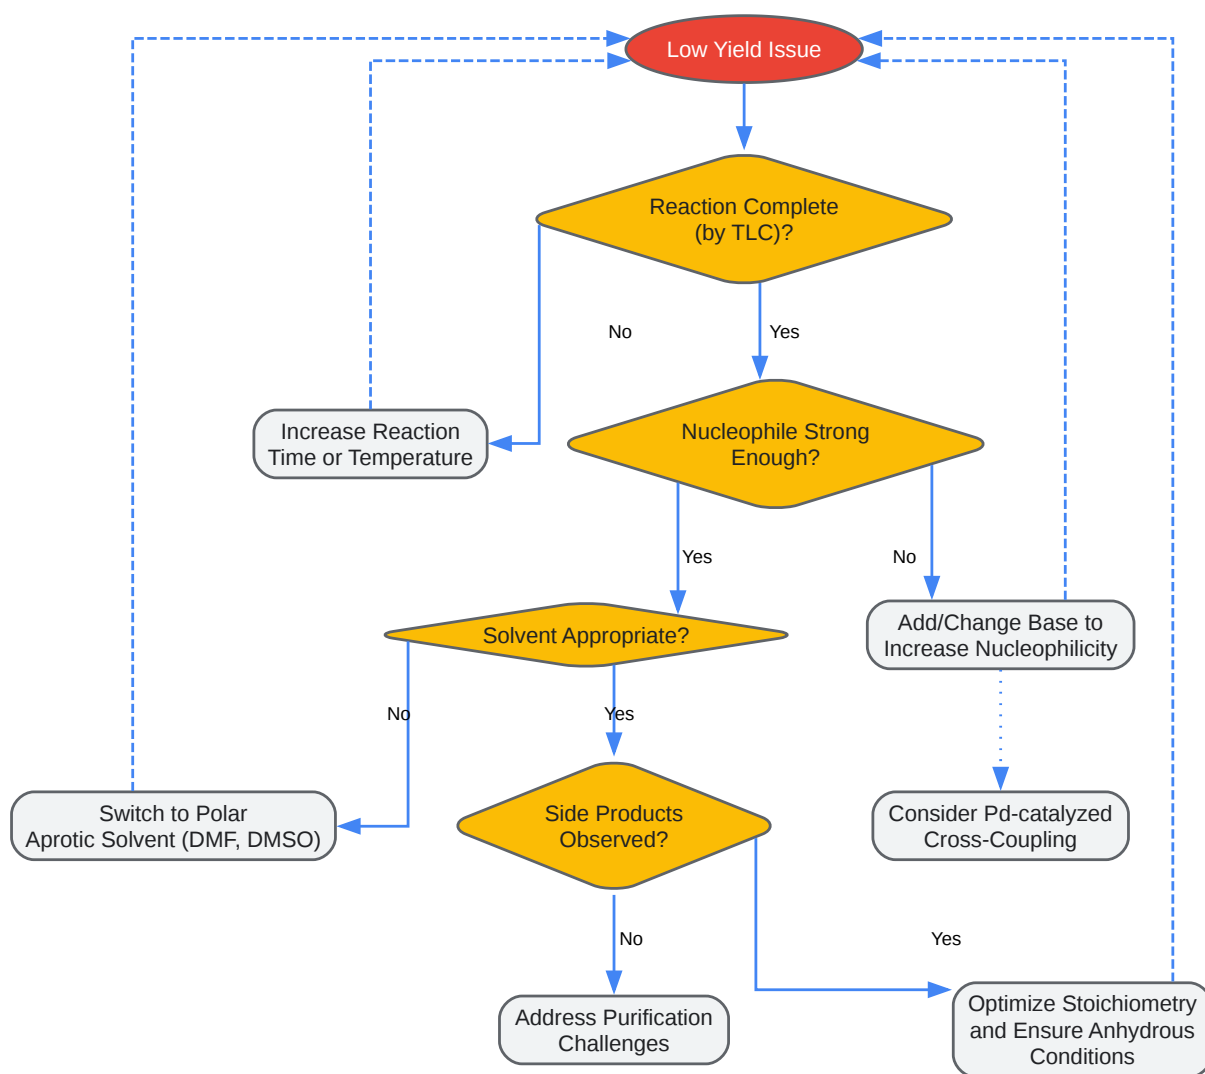 Low Yield Issue
Reaction Complete
(by TLC)?
No
Yes
Increase Reaction
Time or Temperature
Nucleophile Strong
Enough?
Yes
No
Solvent Appropriate?
Add/Change Base to
Increase Nucleophilicity
No
Yes
Switch to Polar
Aprotic Solvent (DMF, DMSO)
Side Products
Observed?
Consider Pd-catalyzed
Cross-Coupling
No
Yes
Address Purification
Challenges
Optimize Stoichiometry
and Ensure Anhydrous
Conditions